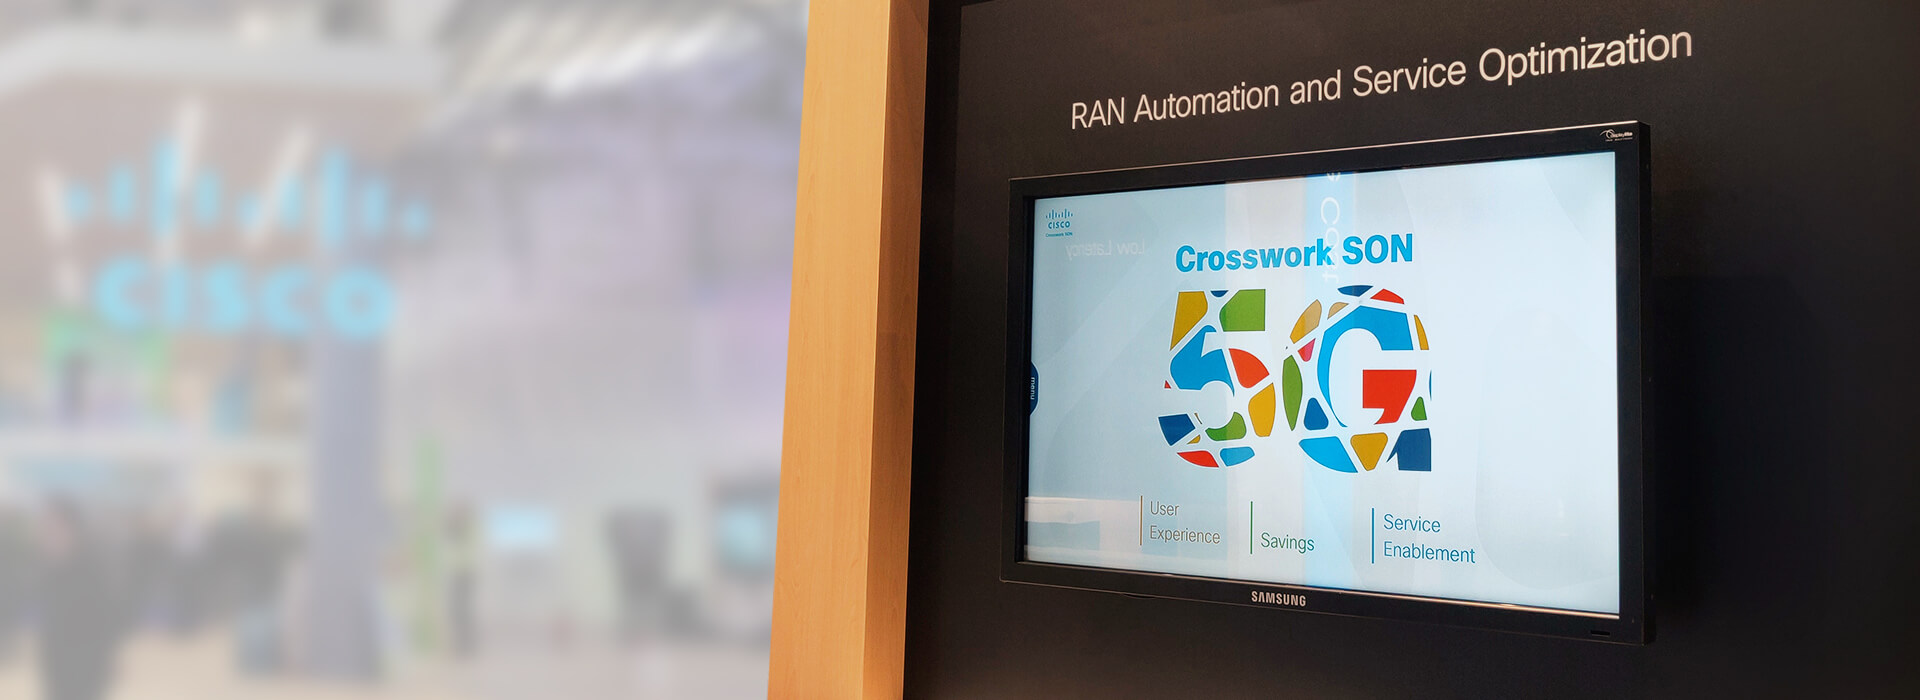 CISCO
RAN Automation and Service Optimization
CISCO
Crosswork SON
Low Latency
Crosswork SON
5G
menu
User
Experience
Savings
Service
Enablement
SAMSUNG